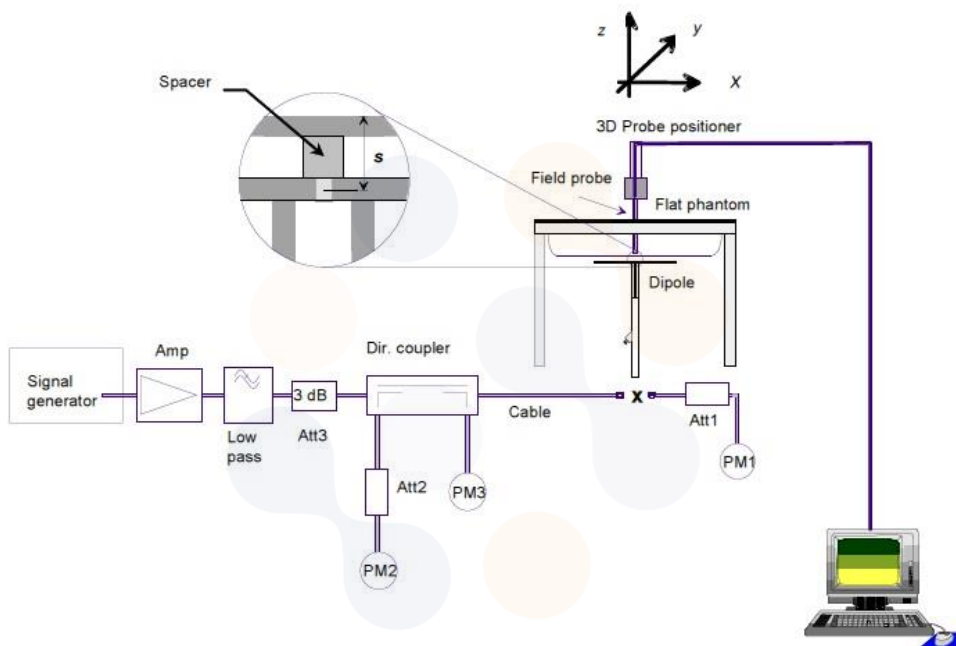 z
y
X
Spacer
s
3D Probe positioner
Field probe
Flat phantom
Dipole
Amp
Dir. coupler
Signal
generator
3 dB
Low
pass
Att3
Cable
x
Att1
PM1
Att2
PM3
PM2